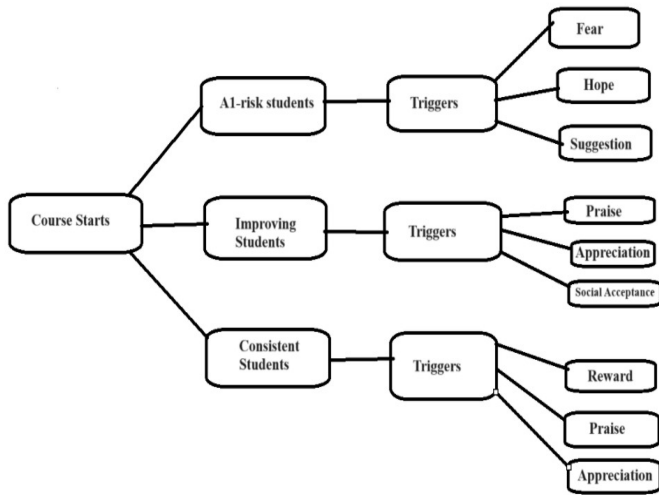 Course Starts
A1-risk students
Triggers
Fear
Hope
Suggestion
Improving
Students
Triggers
Praise
Appreciation
Social Acceptance
Consistent
Students
Triggers
Reward
Praise
Appreciation